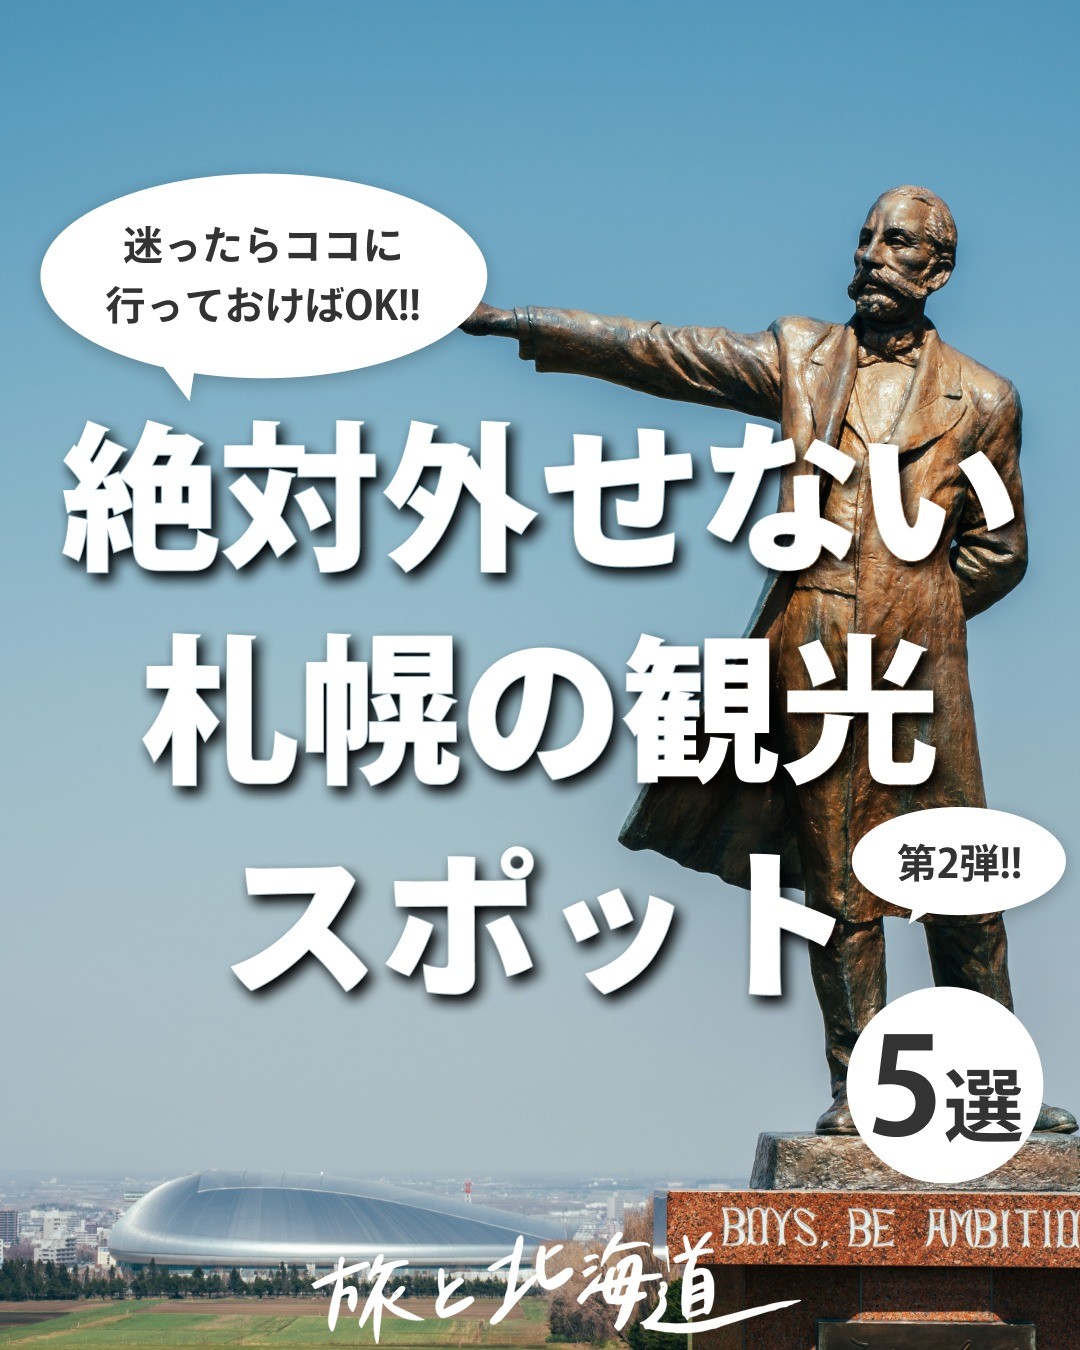 迷ったらココに
行っておけばOK!!
絶対外せない
札幌の観光
スポット
第2弾!!
5選
BOYS, BE AMBITIO
旅と北海道